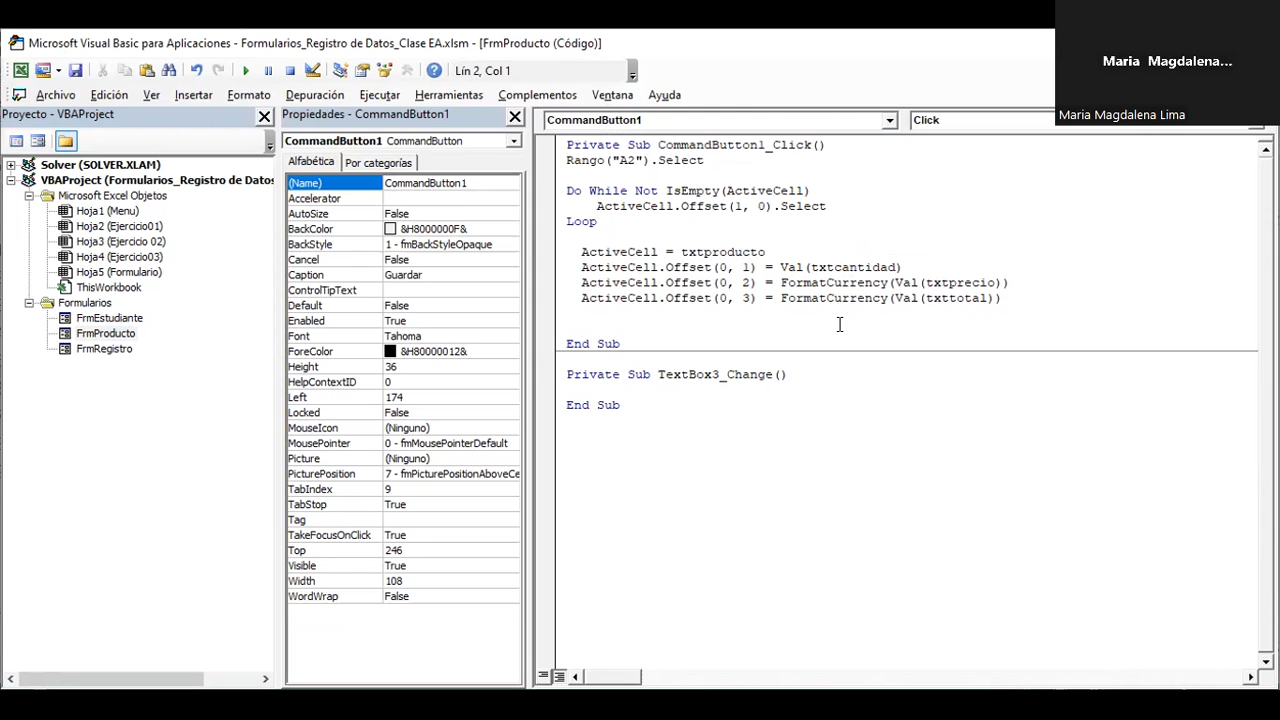 Maria Magdalena...
Maria Magdalena Lima
Microsoft Visual Basic para Aplicaciones - Formularios_Registro de Datos_Clase EA.xlsm - [FrmProducto (Código)]
Lín 2, Col 1
Archivo Edición Ver Insertar Formato Depuración Ejecutar Herramientas Complementos Ventana Ayuda
Proyecto - VBAProject
Solver (SOLVER.XLAM)
VBAProject (Formularios_Registro de Datos
Microsoft Excel Objetos
Hoja1 (Menu)
Hoja2 (Ejercicio01)
Hoja3 (Ejercicio 02)
Hoja4 (Ejercicio03)
Hoja5 (Formulario)
ThisWorkbook
Formularios
FrmEstudiante
FrmProducto
FrmRegistro
Propiedades - CommandButton1
CommandButton1 CommandButton
Alfabética Por categorías
(Name) CommandButton1
Accelerator
AutoSize False
BackColor &H8000000F&
BackStyle 1 - fmBackStyleOpaque
Cancel False
Caption Guardar
ControlTipText
Default False
Enabled True
Font Tahoma
ForeColor &H80000012&
Height 36
HelpContextID 0
Left 174
Locked False
MouseIcon (Ninguno)
MousePointer 0 - fmMousePointerDefault
Picture (Ninguno)
PicturePosition 7 - fmPicturePositionAboveCe
TabIndex 9
TabStop True
Tag
TakeFocusOnClick True
Top 246
Visible True
Width 108
WordWrap False
CommandButton1 Click
Private Sub CommandButton1_Click()
Rango("A2").Select
Do While Not IsEmpty(ActiveCell)
ActiveCell.Offset(1, 0).Select
Loop
ActiveCell = txtproducto
ActiveCell.Offset(0, 1) = Val(txtcantidad)
ActiveCell.Offset(0, 2) = FormatCurrency(Val(txtprecio))
ActiveCell.Offset(0, 3) = FormatCurrency(Val(txttotal))
End Sub
Private Sub TextBox3_Change()
End Sub